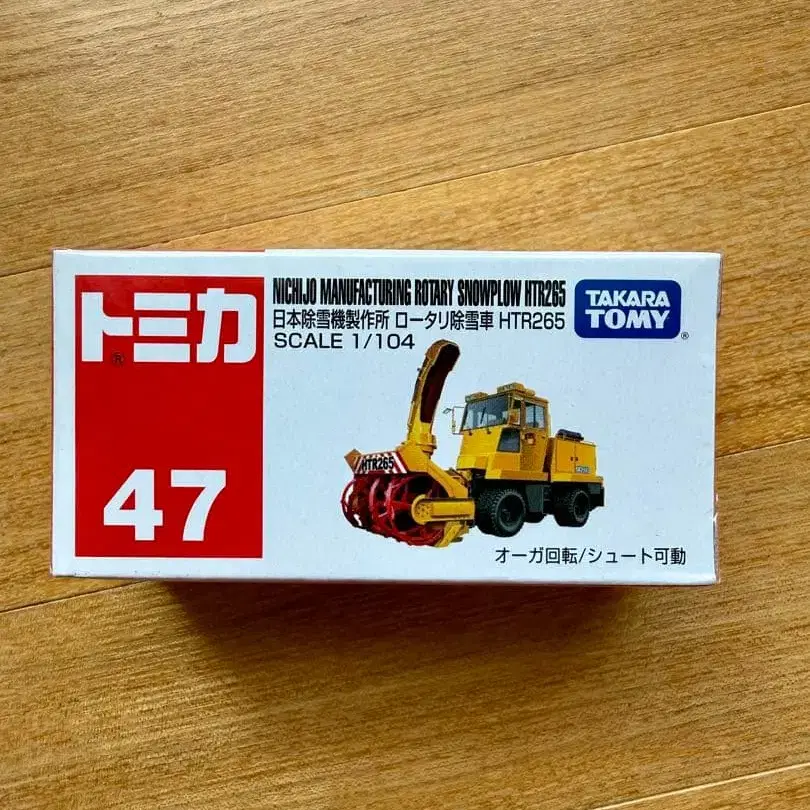 トミカ
®
47
NICHIJO MANUFACTURING ROTARY SNOWPLOW HTR265
日本除雪機製作所 ロータリ除雪車 HTR265
SCALE 1/104
TAKARA
TOMY
®
HTR265
オーガ回転/シュート可動